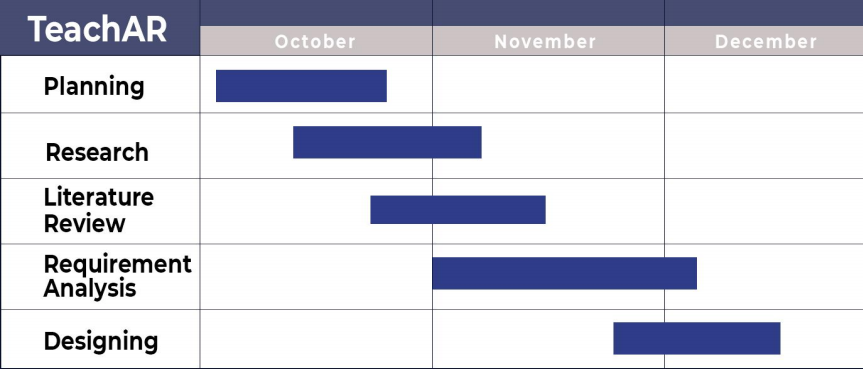 TeachAR
October November December
Planning
Research
Literature
Review
Requirement
Analysis
Designing